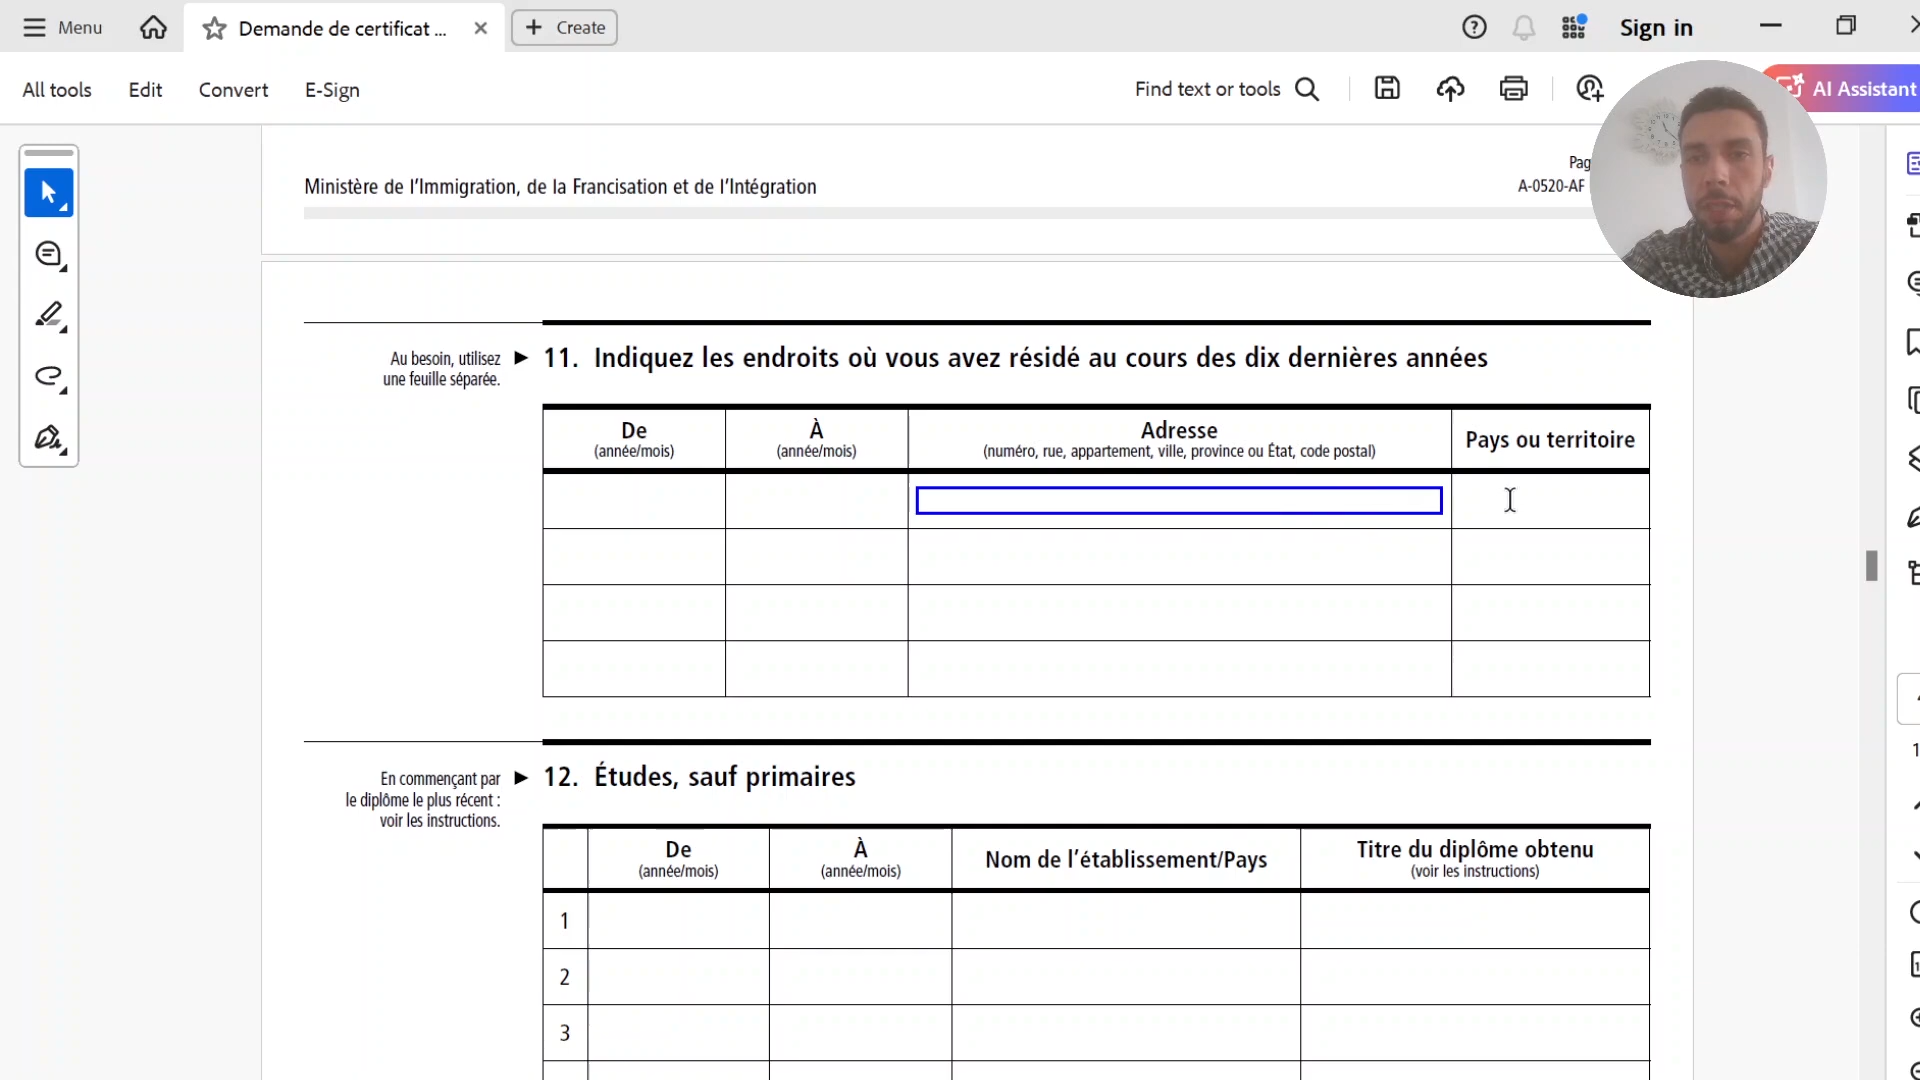 Menu
Demande de certificat ...
Create
Sign in
All tools
Edit
Convert
E-Sign
Find text or tools
AI Assistant
Ministère de l'Immigration, de la Francisation et de l'Intégration
A-0520-AF
Au besoin, utilisez
une feuille séparée.
11. Indiquez les endroits où vous avez résidé au cours des dix dernières années
De
(année/mois)
À
(année/mois)
Adresse
(numéro, rue, appartement, ville, province ou État, code postal)
Pays ou territoire
En commençant par
le diplôme le plus récent :
voir les instructions.
12. Études, sauf primaires
De
(année/mois)
À
(année/mois)
Nom de l'établissement/Pays
Titre du diplôme obtenu
(voir les instructions)
1
2
3